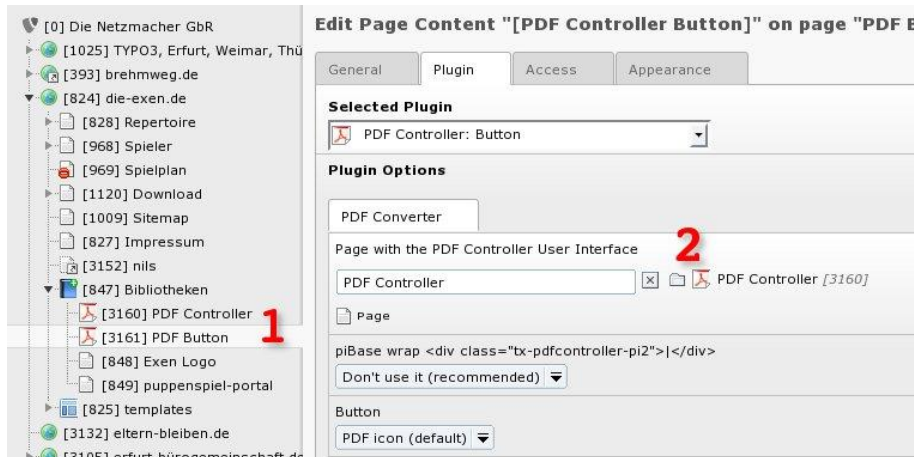 [0] Die Netzmacher GbR
[1025] TYPO3, Erfurt, Weimar, Thü
[393] brehmweg.de
[824] die-exen.de
[828] Repertoire
[968] Spieler
[969] Spielplan
[1120] Download
[1009] Sitemap
[827] Impressum
[3152] nils
[847] Bibliotheken
[3160] PDF Controller
[3161] PDF Button
1
[848] Exen Logo
[849] puppenspiel-portal
[825] templates
[3132] eltern-bleiben.de
[3105] erfurt-bürogemeinschaft.de
Edit Page Content "[PDF Controller Button]" on page "PDF B
General Plugin Access Appearance
Selected Plugin
PDF Controller: Button
Plugin Options
PDF Converter
Page with the PDF Controller User Interface
2
PDF Controller
PDF Controller [3160]
Page
piBase wrap <div class="tx-pdfcontroller-pi2">|</div>
Don't use it (recommended)
Button
PDF icon (default)